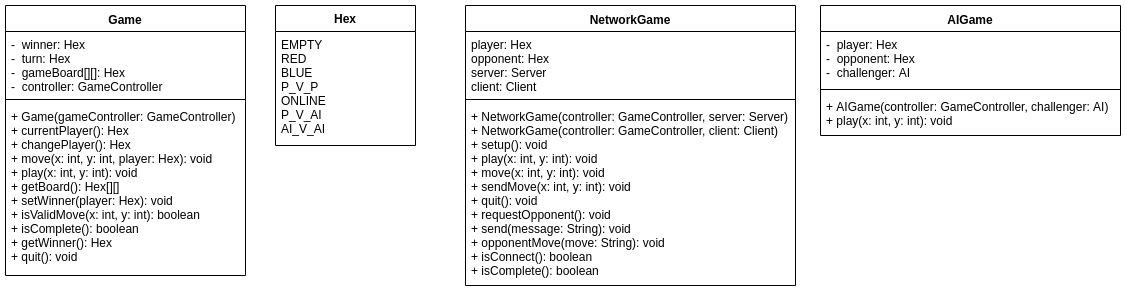 Game
- winner: Hex
- turn: Hex
- gameBoard[][]: Hex
- controller: GameController
+ Game(gameController: GameController)
+ currentPlayer(): Hex
+ changePlayer(): Hex
+ move(x: int, y: int, player: Hex): void
+ play(x: int, y: int): void
+ getBoard(): Hex[][]
+ setWinner(player: Hex): void
+ isValidMove(x: int, y: int): boolean
+ isComplete(): boolean
+ getWinner(): Hex
+ quit(): void
Hex
EMPTY
RED
BLUE
P_V_P
ONLINE
P_V_AI
AI_V_AI
NetworkGame
player: Hex
opponent: Hex
server: Server
client: Client
+ NetworkGame(controller: GameController, server: Server)
+ NetworkGame(controller: GameController, client: Client)
+ setup(): void
+ play(x: int, y: int): void
+ move(x: int, y: int): void
+ sendMove(x: int, y: int): void
+ quit(): void
+ requestOpponent(): void
+ send(message: String): void
+ opponentMove(move: String): void
+ isConnect(): boolean
+ isComplete(): boolean
AIGame
- player: Hex
- opponent: Hex
- challenger: AI
+ AIGame(controller: GameController, challenger: AI)
+ play(x: int, y: int): void